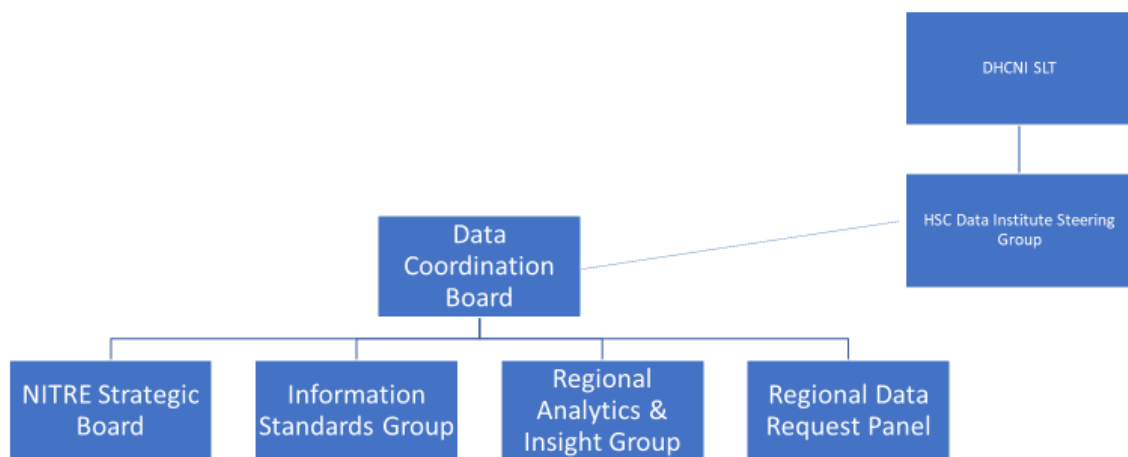 DHCNI SLT
HSC Data Institute Steering
Group
Data
Coordination
Board
NITRE Strategic
Board
Information
Standards Group
Regional
Analytics &
Insight Group
Regional Data
Request Panel